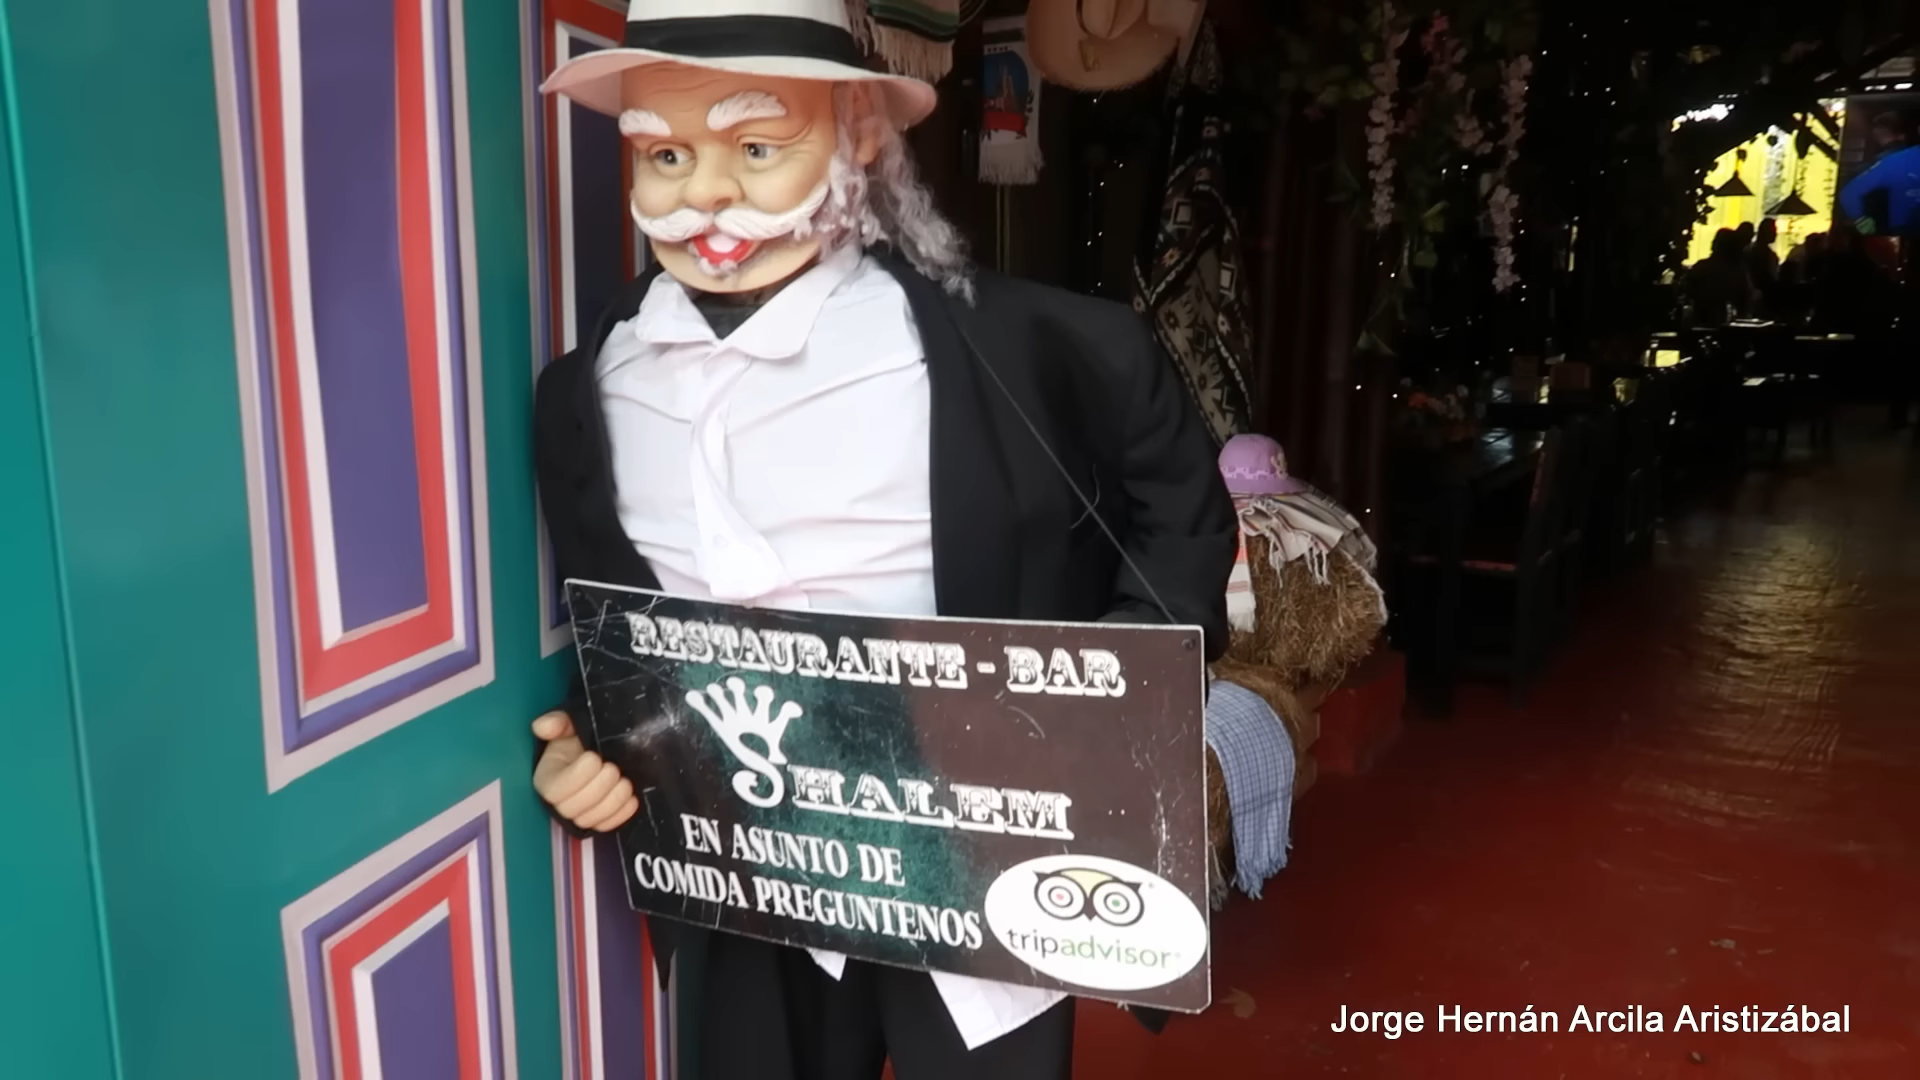 RESTAURANTE - BAR
SHALEM
EN ASUNTO DE
COMIDA PREGUNTENOS
tripadvisor
Jorge Hernán Arcila Aristizábal